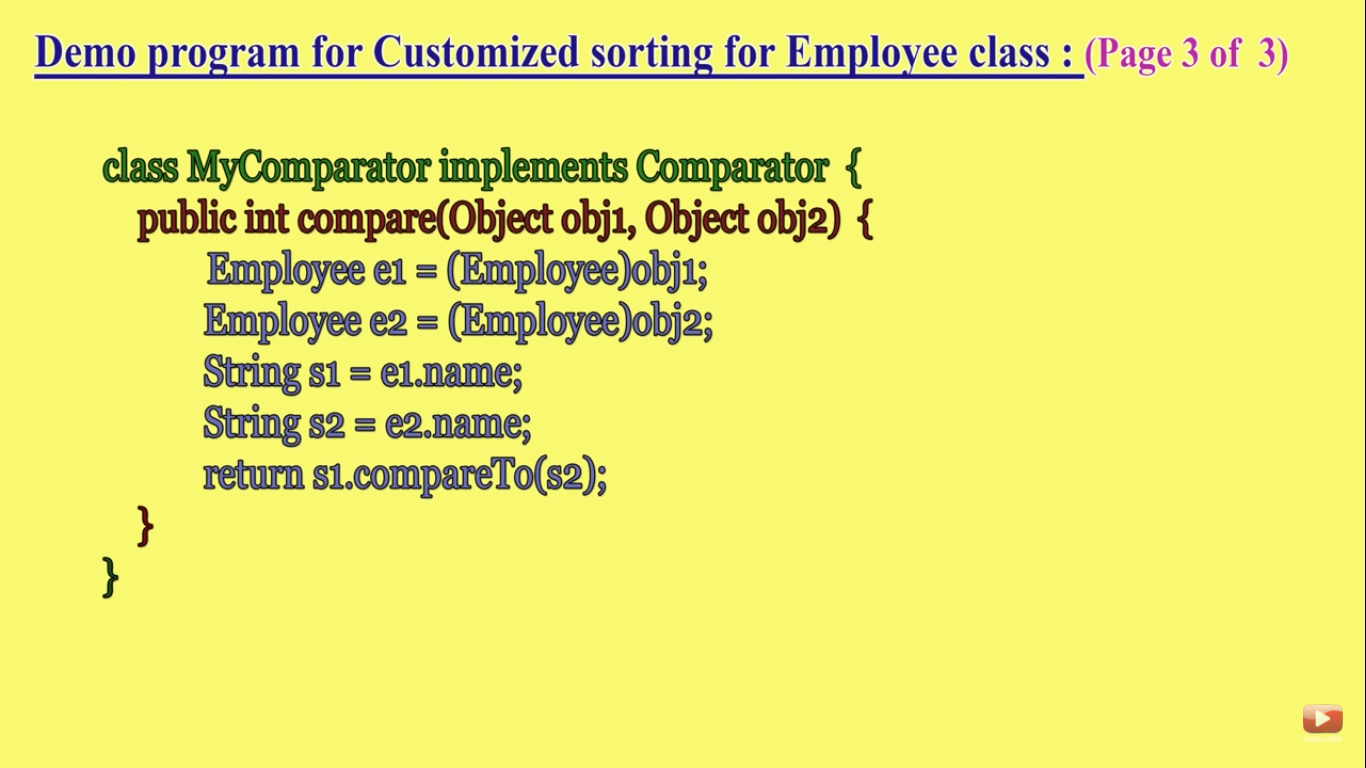 Demo program for Customized sorting for Employee class : (Page 3 of 3)
class MyComparator implements Comparator {
public int compare(Object obj1, Object obj2) {
Employee e1 = (Employee)obj1;
Employee e2 = (Employee)obj2;
String s1 = e1.name;
String s2 = e2.name;
return s1.compareTo(s2);
}
}